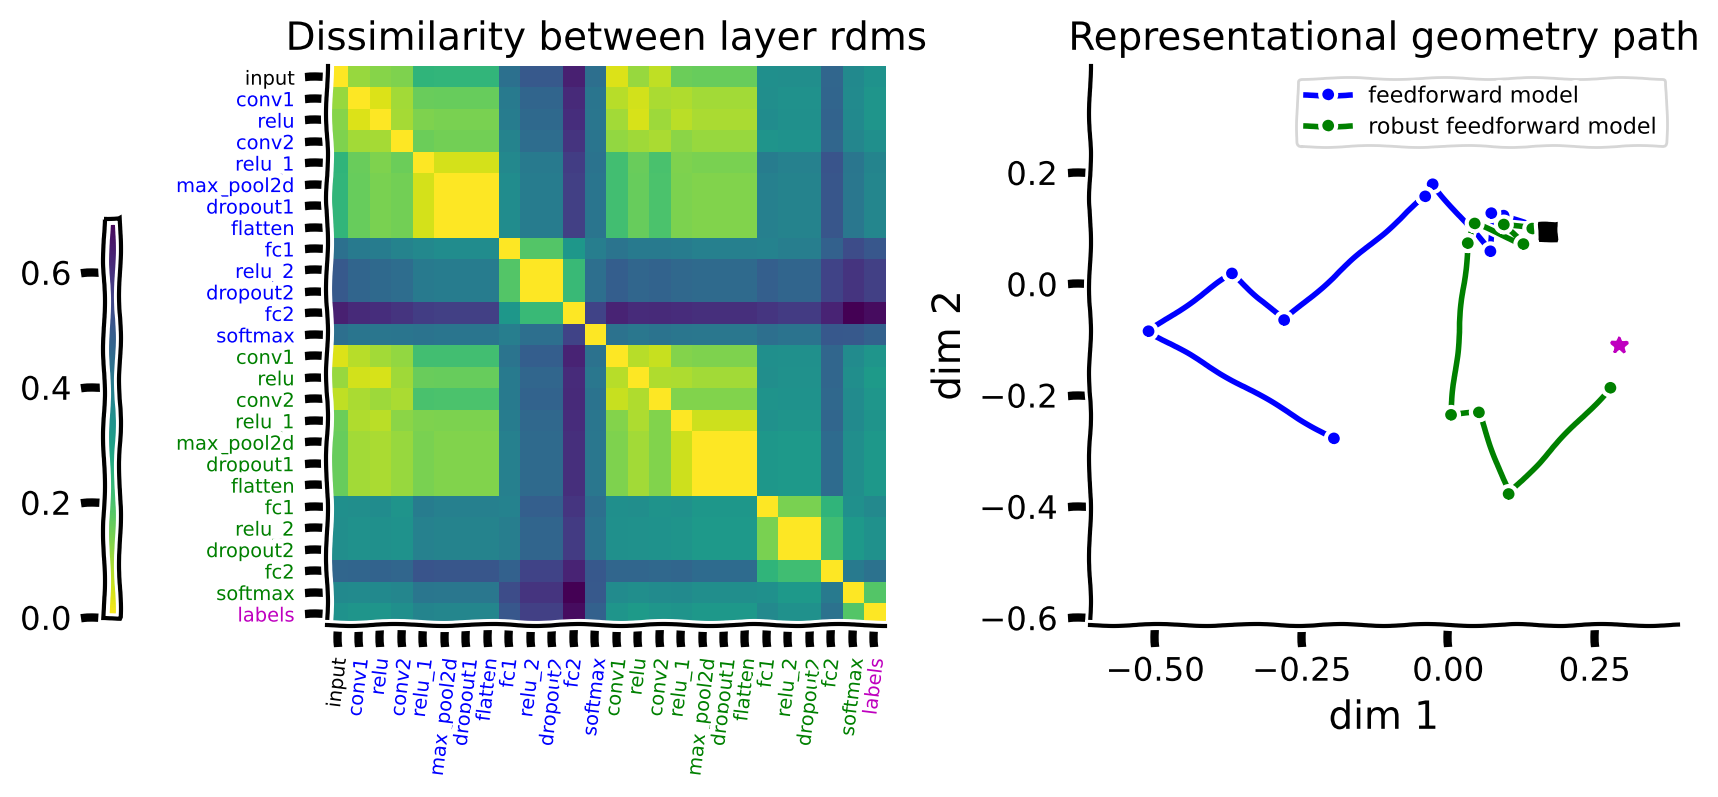 Dissimilarity between layer rdms
input
conv1
relu
conv2
relu_1
max_pool2d
dropout1
flatten
fc1
relu_2
dropout2
fc2
softmax
conv1
relu
conv2
relu_1
max_pool2d
dropout1
flatten
fc1
relu_2
dropout2
fc2
softmax
labels
0.6
0.4
0.2
0.0
input
conv1
relu
conv2
relu_1
max_pool2d
dropout1
flatten
fc1
relu_2
dropout2
fc2
softmax
conv1
relu
conv2
relu_1
max_pool2d
dropout1
flatten
fc1
relu_2
dropout2
fc2
softmax
labels
Representational geometry path
feedforward model
robust feedforward model
dim 2
0.2
0.0
−0.2
−0.4
−0.6
−0.50
−0.25
0.00
0.25
dim 1